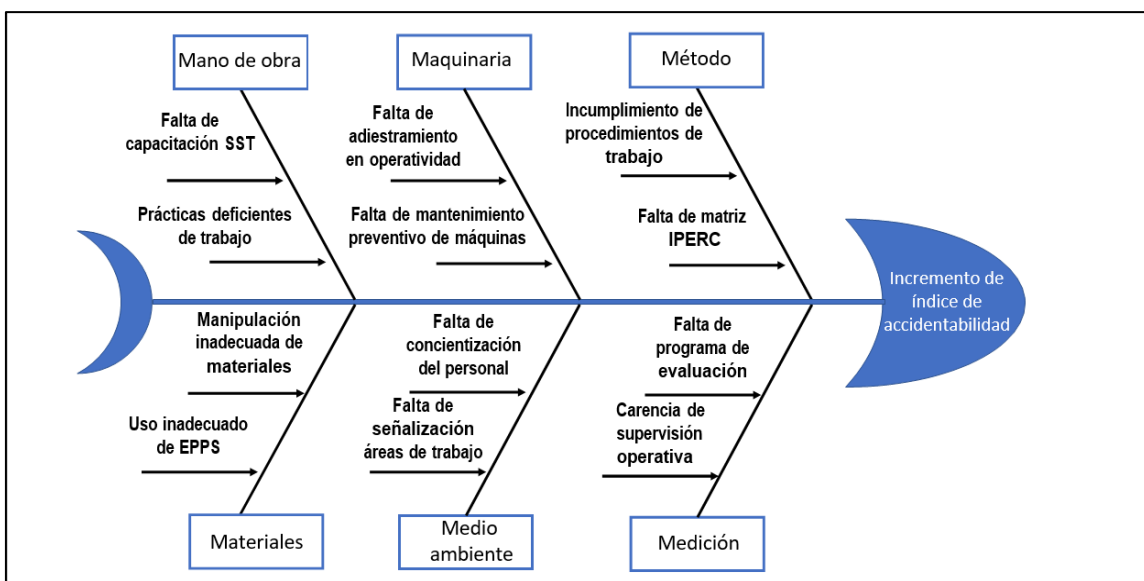 Mano de obra
Maquinaria
Método
Falta de
capacitación SST
Prácticas deficientes
de trabajo
Falta de
adiestramiento
en operatividad
Falta de mantenimiento
preventivo de máquinas
Incumplimiento de
procedimientos de
trabajo
Falta de matriz
IPERC
Incremento de
índice de
accidentabilidad
Manipulación
inadecuada de
materiales
Uso inadecuado
de EPPS
Falta de
concientización
del personal
Falta de
señalización
áreas de trabajo
Falta de
programa de
evaluación
Carencia de
supervisión
operativa
Materiales
Medio
ambiente
Medición